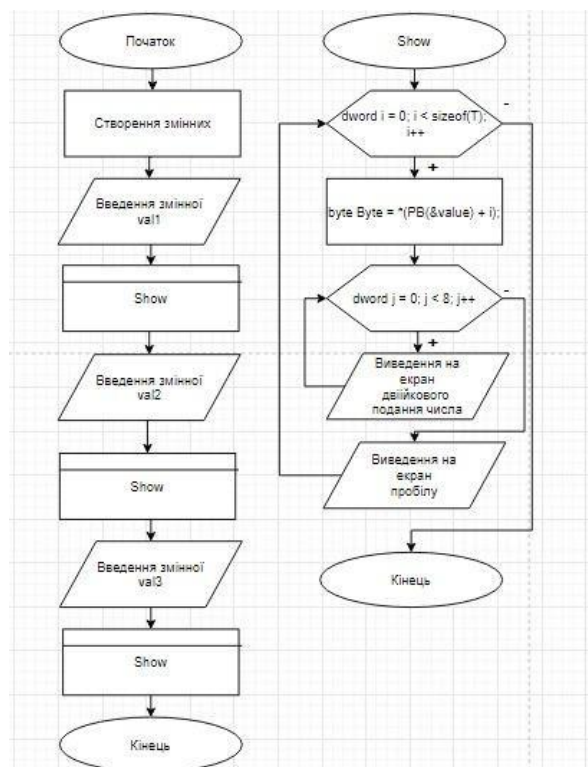 Початок
Створення змінних
Введення змінної
val1
Show
Введення змінної
val2
Show
Введення змінної
val3
Show
Кінець
Show
dword i = 0; i < sizeof(T);
i++
-
+
byte Byte = *(PB(&value) + i);
dword j = 0; j < 8; j++
-
+
Виведення на
екран
двійкового
подання числа
Виведення на
екран
пробілу
Кінець